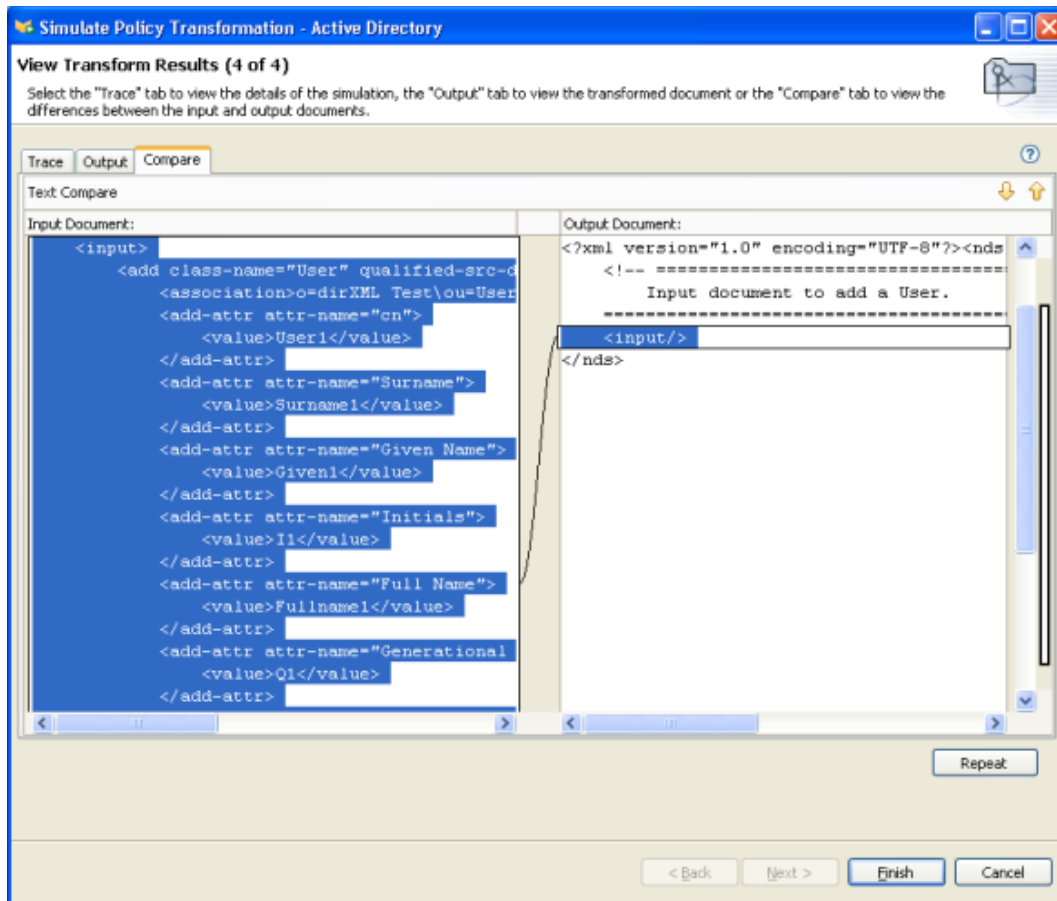 Simulate Policy Transformation - Active Directory
View Transform Results (4 of 4)
Select the "Trace" tab to view the details of the simulation, the "Output" tab to view the transformed document or the "Compare" tab to view the
differences between the input and output documents.
Trace Output Compare
Text Compare
Input Document:
<input>
<add class-name="User" qualified-src-d
<association>o=dirXML Test\ou=User
<add-attr attr-name="cn">
<value>User1</value>
</add-attr>
<add-attr attr-name="Surname">
<value>Surname1</value>
</add-attr>
<add-attr attr-name="Given Name">
<value>Given1</value>
</add-attr>
<add-attr attr-name="Initials">
<value>I1</value>
</add-attr>
<add-attr attr-name="Full Name">
<value>Fullname1</value>
</add-attr>
<add-attr attr-name="Generational
<value>Q1</value>
</add-attr>
Output Document:
<?xml version="1.0" encoding="UTF-8"?><nds
<!-- =================================
Input document to add a User.
======================================
<input/>
</nds>
Repeat
< Back Next > Finish Cancel